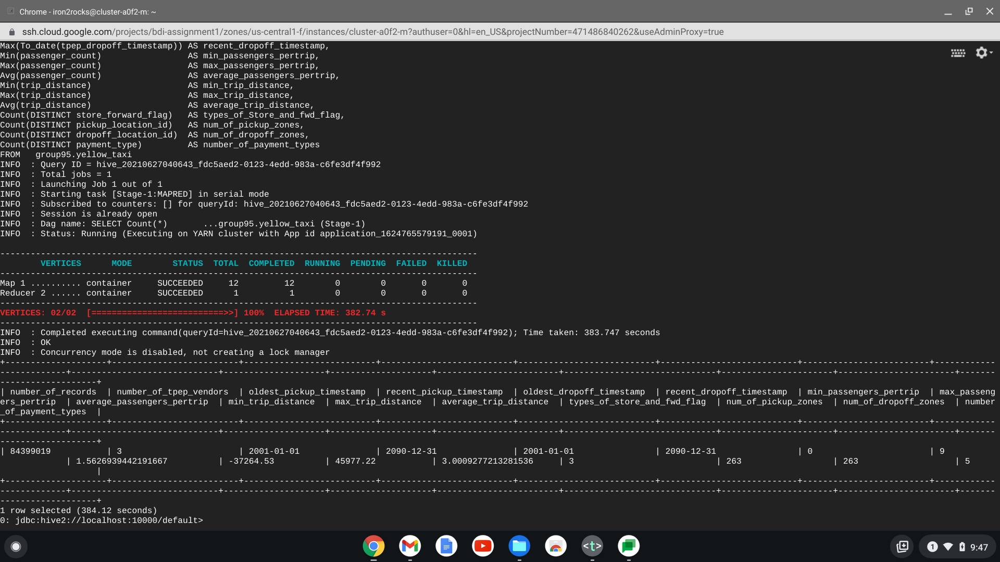 Chrome - iron2rocks@cluster-a0f2-m: ~
ssh.cloud.google.com/projects/bdi-assignment1/zones/us-central1-f/instances/cluster-a0f2-m?authuser=0&hl=en_US&projectNumber=471486840262&useAdminProxy=true
Max(To_date(tpep_dropoff_timestamp)) AS recent_dropoff_timestamp,
Min(passenger_count)                 AS min_passengers_pertrip,
Max(passenger_count)                 AS max_passengers_pertrip,
Avg(passenger_count)                 AS average_passengers_pertrip,
Min(trip_distance)                   AS min_trip_distance,
Max(trip_distance)                   AS max_trip_distance,
Avg(trip_distance)                   AS average_trip_distance,
Count(DISTINCT store_forward_flag)   AS types_of_Store_and_fwd_flag,
Count(DISTINCT pickup_location_id)   AS num_of_pickup_zones,
Count(DISTINCT dropoff_location_id)  AS num_of_dropoff_zones,
Count(DISTINCT payment_type)         AS number_of_payment_types
FROM   group95.yellow_taxi
INFO  : Query ID = hive_20210627040643_fdc5aed2-0123-4edd-983a-c6fe3df4f992
INFO  : Total jobs = 1
INFO  : Launching Job 1 out of 1
INFO  : Starting task [Stage-1:MAPRED] in serial mode
INFO  : Subscribed to counters: [] for queryId: hive_20210627040643_fdc5aed2-0123-4edd-983a-c6fe3df4f992
INFO  : Session is already open
INFO  : Dag name: SELECT Count(*)       ...group95.yellow_taxi (Stage-1)
INFO  : Status: Running (Executing on YARN cluster with App id application_1624765579191_0001)
----------------------------------------------------------------------------------------------
        VERTICES      MODE        STATUS  TOTAL  COMPLETED  RUNNING  PENDING  FAILED  KILLED
----------------------------------------------------------------------------------------------
Map 1 .......... container     SUCCEEDED     12         12        0        0       0       0
Reducer 2 ...... container     SUCCEEDED      1          1        0        0       0       0
----------------------------------------------------------------------------------------------
VERTICES: 02/02  [==========================>>] 100%  ELAPSED TIME: 382.74 s
----------------------------------------------------------------------------------------------
INFO  : Completed executing command(queryId=hive_20210627040643_fdc5aed2-0123-4edd-983a-c6fe3df4f992); Time taken: 383.747 seconds
INFO  : OK
INFO  : Concurrency mode is disabled, not creating a lock manager
| number_of_records  | number_of_tpep_vendors  | oldest_pickup_timestamp  | recent_pickup_timestamp  | oldest_dropoff_timestamp  | recent_dropoff_timestamp  | min_passengers_pertrip  | max_passeng
ers_pertrip  | average_passengers_pertrip  | min_trip_distance  | max_trip_distance  | average_trip_distance  | types_of_store_and_fwd_flag  | num_of_pickup_zones  | num_of_dropoff_zones  | number
_of_payment_types  |
| 84399019           | 3                       | 2001-01-01               | 2090-12-31               | 2001-01-01                | 2090-12-31                | 0                       | 9
             | 1.5626939442191667          | -37264.53          | 45977.22           | 3.0009277213281536     | 3                            | 263                  | 263                   | 5
                   |
1 row selected (384.12 seconds)
0: jdbc:hive2://localhost:10000/default>
<t>
1
9:47